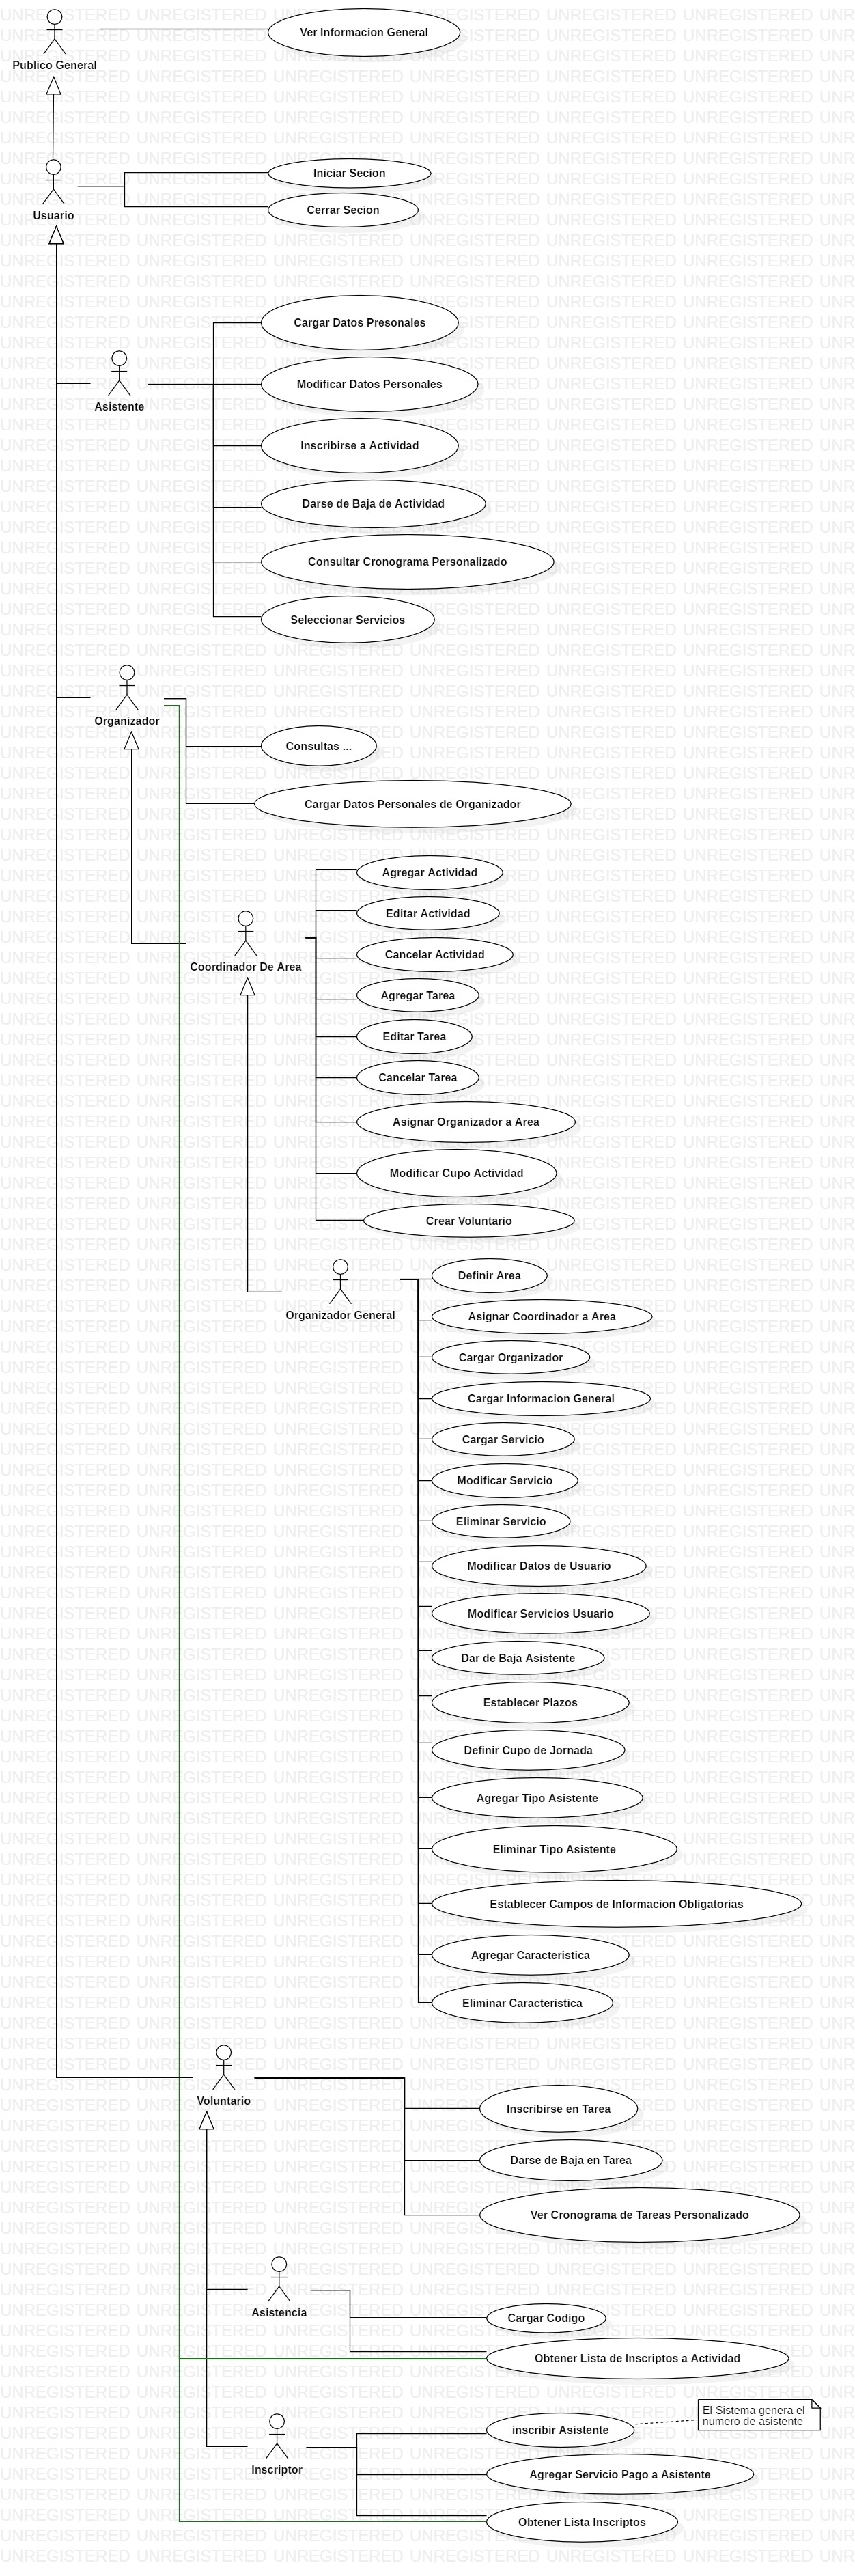 Ver Informacion General
Publico General
Iniciar Secion
Cerrar Secion
Usuario
Cargar Datos Presonales
Modificar Datos Personales
Asistente
Inscribirse a Actividad
Darse de Baja de Actividad
Consultar Cronograma Personalizado
Seleccionar Servicios
Organizador
Consultas ...
Cargar Datos Personales de Organizador
Agregar Actividad
Editar Actividad
Cancelar Actividad
Coordinador De Area
Agregar Tarea
Editar Tarea
Cancelar Tarea
Asignar Organizador a Area
Modificar Cupo Actividad
Crear Voluntario
Definir Area
Organizador General
Asignar Coordinador a Area
Cargar Organizador
Cargar Informacion General
Cargar Servicio
Modificar Servicio
Eliminar Servicio
Modificar Datos de Usuario
Modificar Servicios Usuario
Dar de Baja Asistente
Establecer Plazos
Definir Cupo de Jornada
Agregar Tipo Asistente
Eliminar Tipo Asistente
Establecer Campos de Informacion Obligatorias
Agregar Caracteristica
Eliminar Caracteristica
Voluntario
Inscribirse en Tarea
Darse de Baja en Tarea
Ver Cronograma de Tareas Personalizado
Asistencia
Cargar Codigo
Obtener Lista de Inscriptos a Actividad
El Sistema genera el
numero de asistente
inscribir Asistente
Inscriptor
Agregar Servicio Pago a Asistente
Obtener Lista Inscriptos
UNREGISTERED